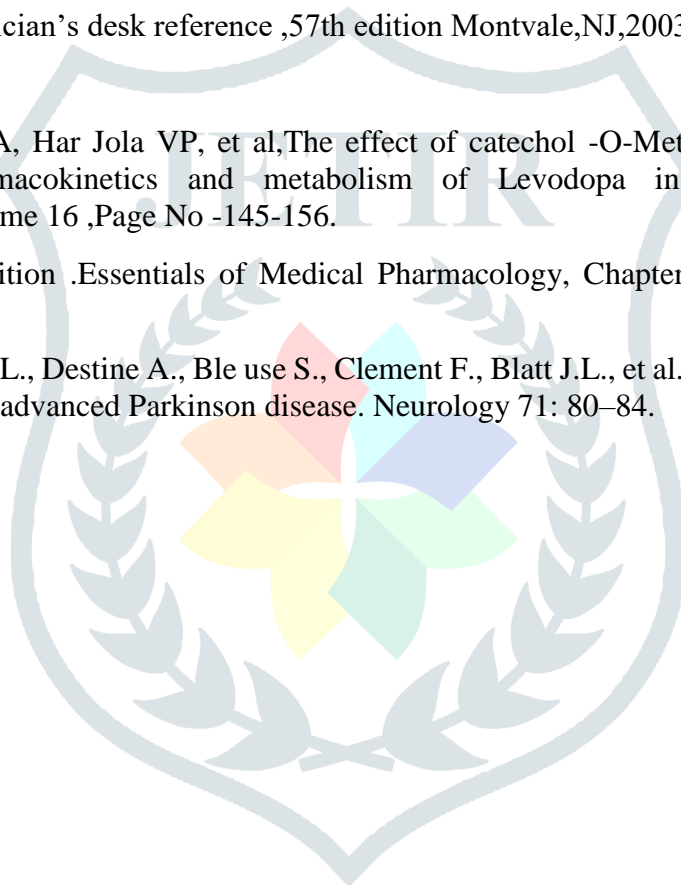 cian’s desk reference ,57th edition Montvale,NJ,2003
A, Har Jola VP, et al,The effect of catechol -O-Met
macokinetics and metabolism of Levodopa in
me 16 ,Page No -145-156.
ition .Essentials of Medical Pharmacology, Chapter
L., Destine A., Ble use S., Clement F., Blatt J.L., et al.
advanced Parkinson disease. Neurology 71: 80–84.
JETIR